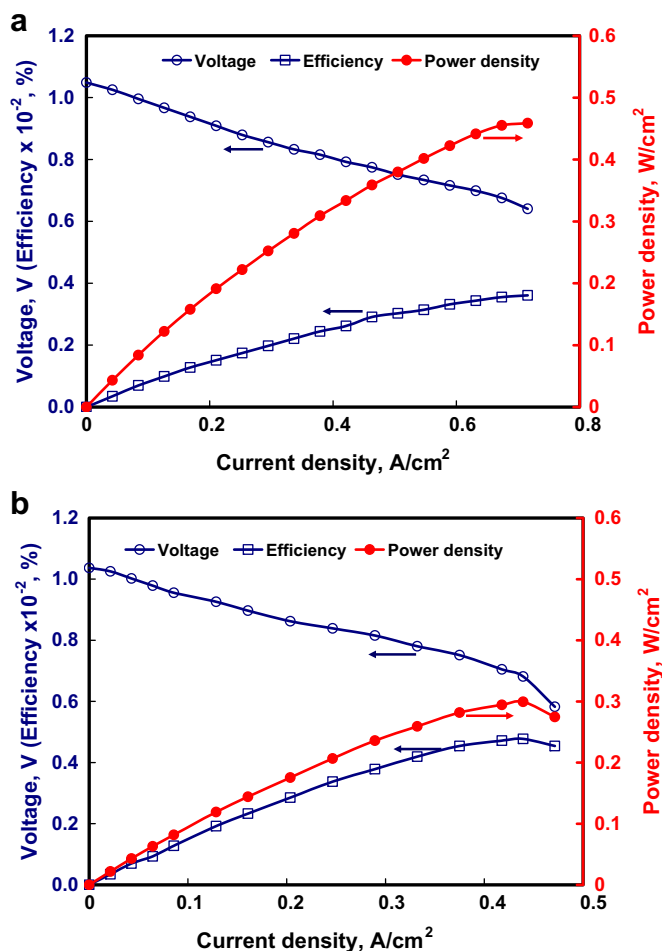 a
Voltage Efficiency Power density
1.2
1.0
0.8
0.6
0.4
0.2
0.0
0.6
0.5
0.4
0.3
0.2
0.1
0
0 0.2 0.4 0.6 0.8
Voltage, V (Efficiency x 10-2, %)
Power density, W/cm2
Current density, A/cm2
b
Voltage Efficiency Power density
1.2
1.0
0.8
0.6
0.4
0.2
0.0
0.6
0.5
0.4
0.3
0.2
0.1
0
0 0.1 0.2 0.3 0.4 0.5
Voltage, V (Efficiency x10-2, %)
Power density, W/cm2
Current density, A/cm2